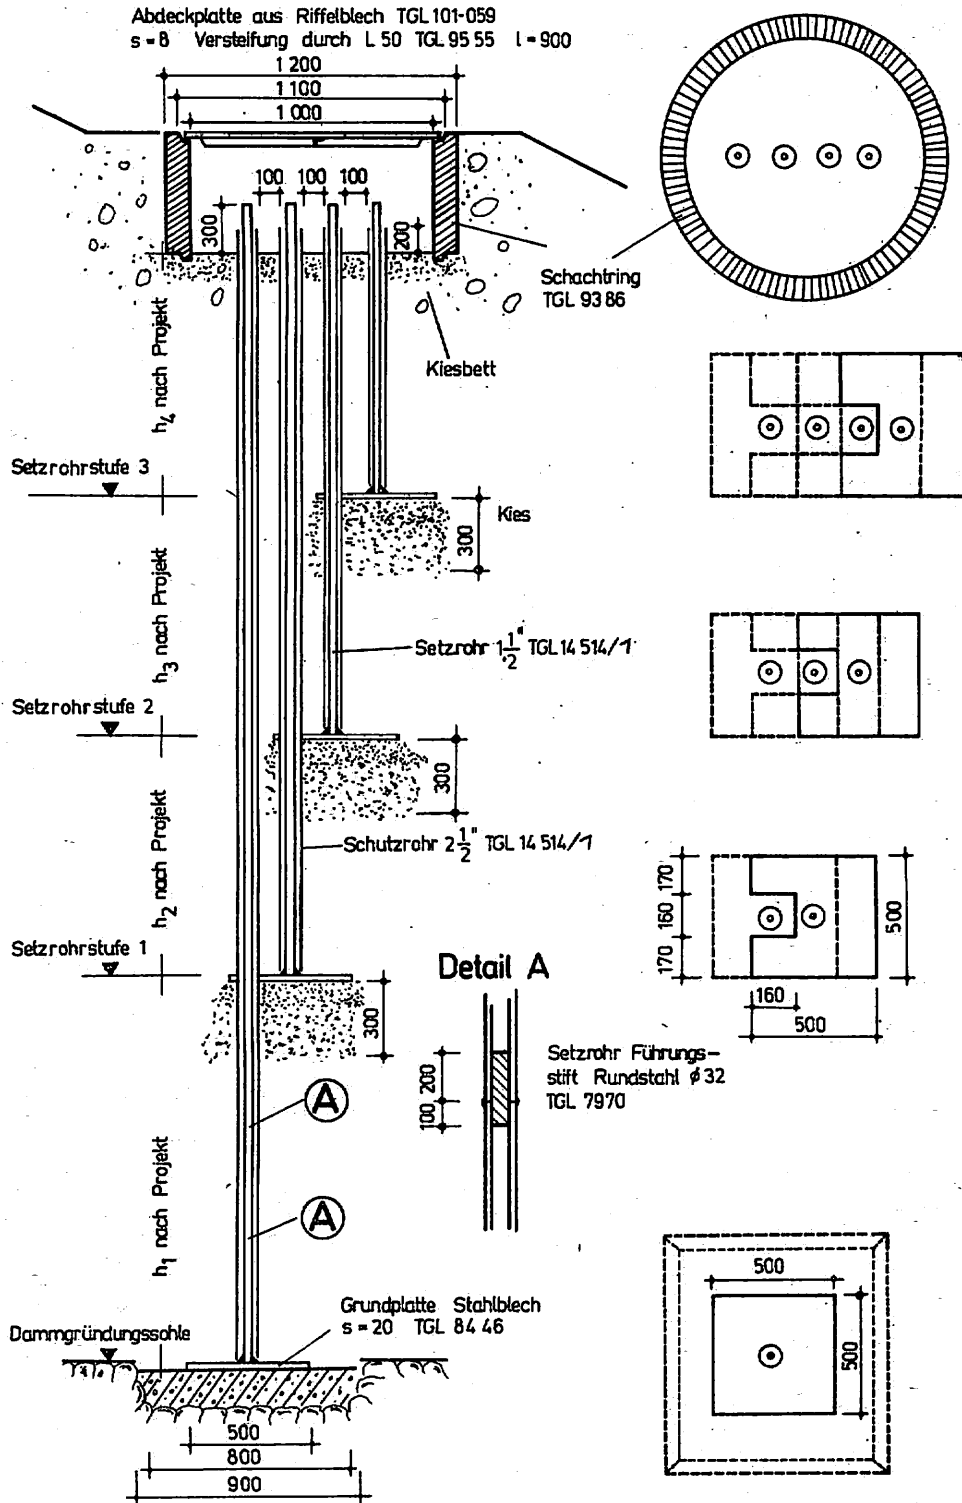 Abdeckplatte aus Riffelblech TGL 101-059
s=8 Versteifung durch L 50 TGL 95 55 l=900
1 200
1 100
1 000
100 100 100
300
200
Schachtring
TGL 93 86
Kiesbett
h4 nach Projekt
Setzrohrstufe 3
Kies
300
h3 nach Projekt
Setzrohr 1 1/2" TGL 14 514/1
Setzrohrstufe 2
300
h2 nach Projekt
Schutzrohr 2 1/2" TGL 14 514/1
170
160
170
500
160
500
Setzrohrstufe 1
300
Detail A
200
100
Setzrohr Führungs-
stift Rundstahl ϕ 32
TGL 7970
A
A
h1 nach Projekt
Grundplatte Stahlblech
s=20 TGL 84 46
Dammgründungssohle
500
800
900
500
500